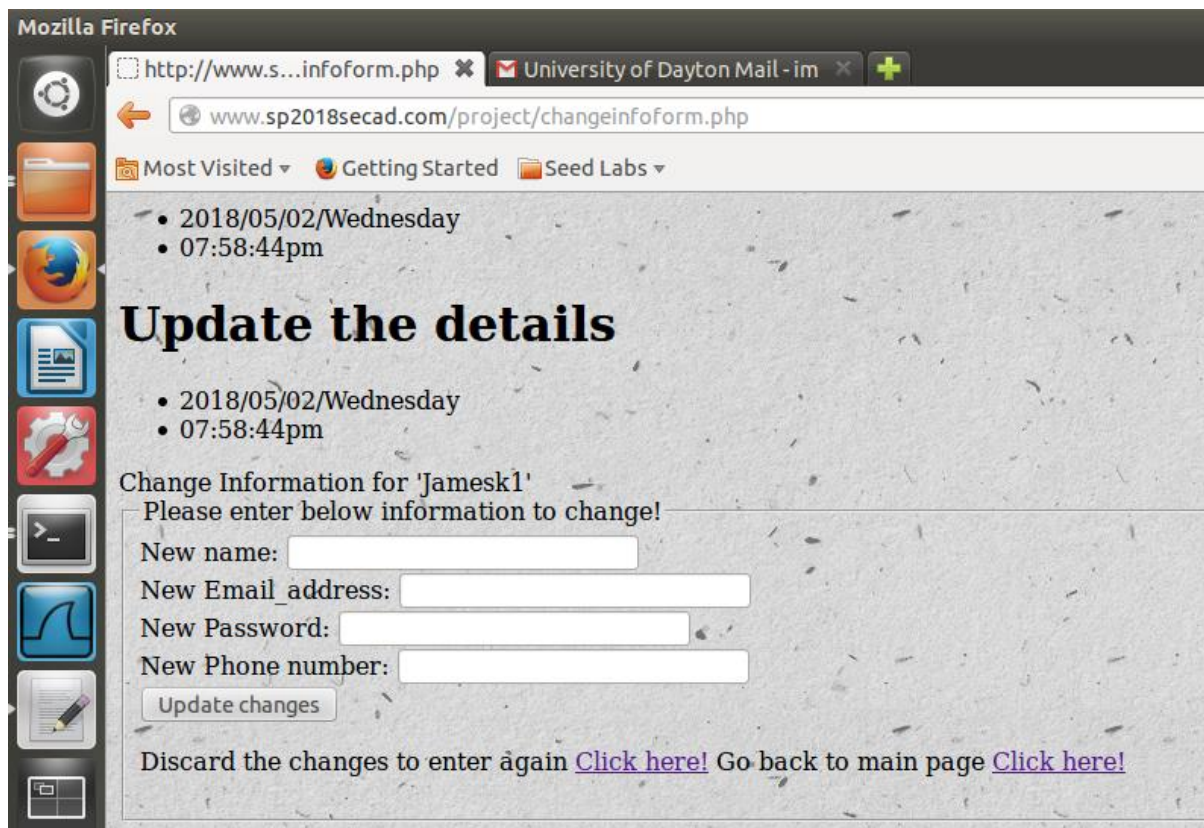 Mozilla Firefox
http://www.s...infoform.php University of Dayton Mail - im
www.sp2018secad.com/project/changeinfoform.php
Most Visited Getting Started Seed Labs
• 2018/05/02/Wednesday
• 07:58:44pm
Update the details
• 2018/05/02/Wednesday
• 07:58:44pm
Change Information for 'Jamesk1'
Please enter below information to change!
New name:
New Email_address:
New Password:
New Phone number:
Update changes
Discard the changes to enter again Click here! Go back to main page Click here!